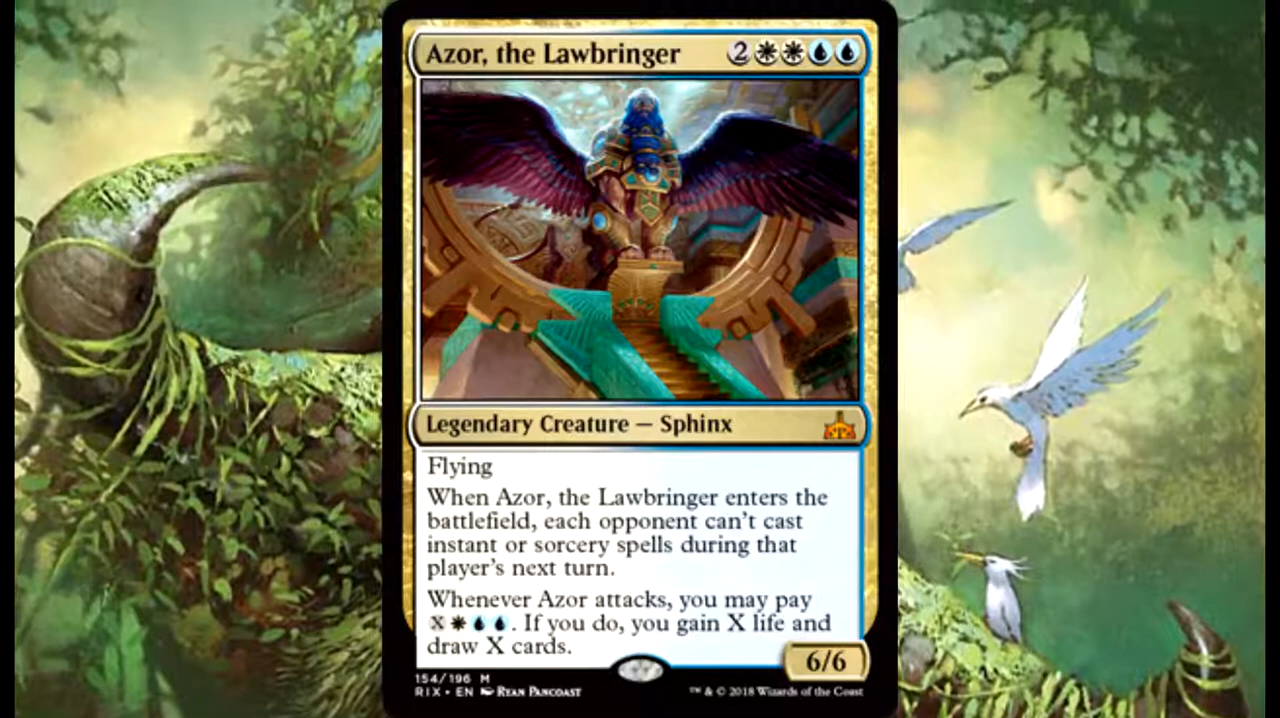 Azor, the Lawbringer 2
Legendary Creature — Sphinx
Flying
When Azor, the Lawbringer enters the
battlefield, each opponent can't cast
instant or sorcery spells during that
player's next turn.
Whenever Azor attacks, you may pay
X . If you do, you gain X life and
draw X cards.
6/6
154/196 M
RIX • EN Ryan Pancoast
™ & © 2018 Wizards of the Coast